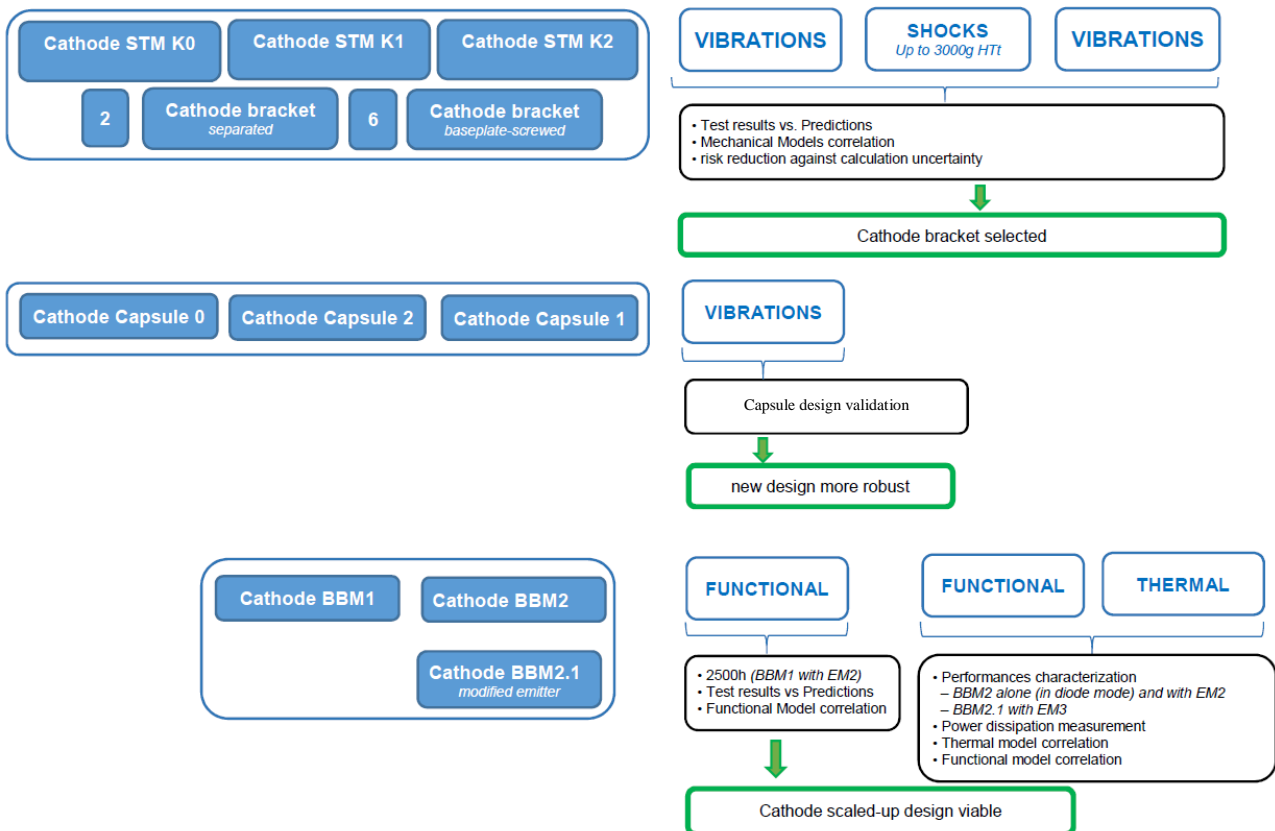 Cathode STM K0
Cathode STM K1
Cathode STM K2
2
Cathode bracket
separated
6
Cathode bracket
baseplate-screwed
VIBRATIONS
SHOCKS
Up to 3000g HTt
VIBRATIONS
• Test results vs. Predictions
• Mechanical Models correlation
• risk reduction against calculation uncertainty
Cathode bracket selected
Cathode Capsule 0
Cathode Capsule 2
Cathode Capsule 1
VIBRATIONS
Capsule design validation
new design more robust
Cathode BBM1
Cathode BBM2
Cathode BBM2.1
modified emitter
FUNCTIONAL
• 2500h (BBM1 with EM2)
• Test results vs Predictions
• Functional Model correlation
FUNCTIONAL
THERMAL
• Performances characterization
– BBM2 alone (in diode mode) and with EM2
– BBM2.1 with EM3
• Power dissipation measurement
• Thermal model correlation
• Functional model correlation
Cathode scaled-up design viable